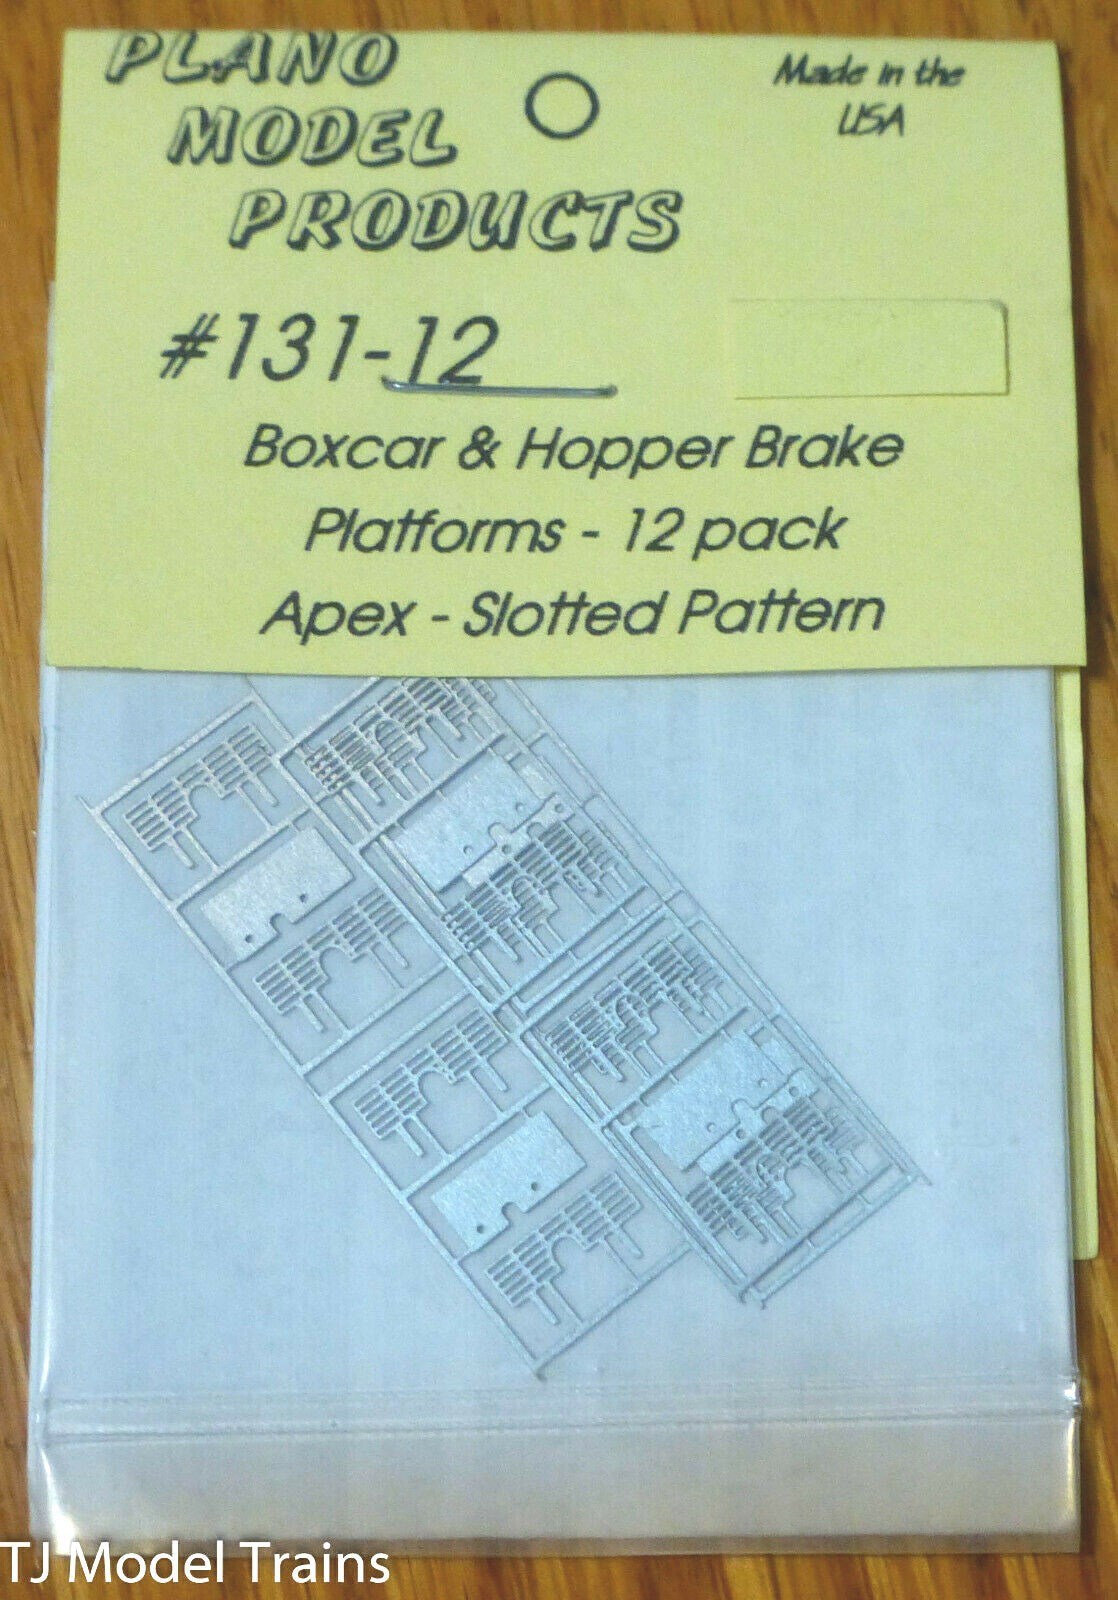 PLANO
MODEL
PRODUCTS
Made in the
USA
#131-12
Boxcar & Hopper Brake
Platforms - 12 pack
Apex - Slotted Pattern
TJ Model Trains